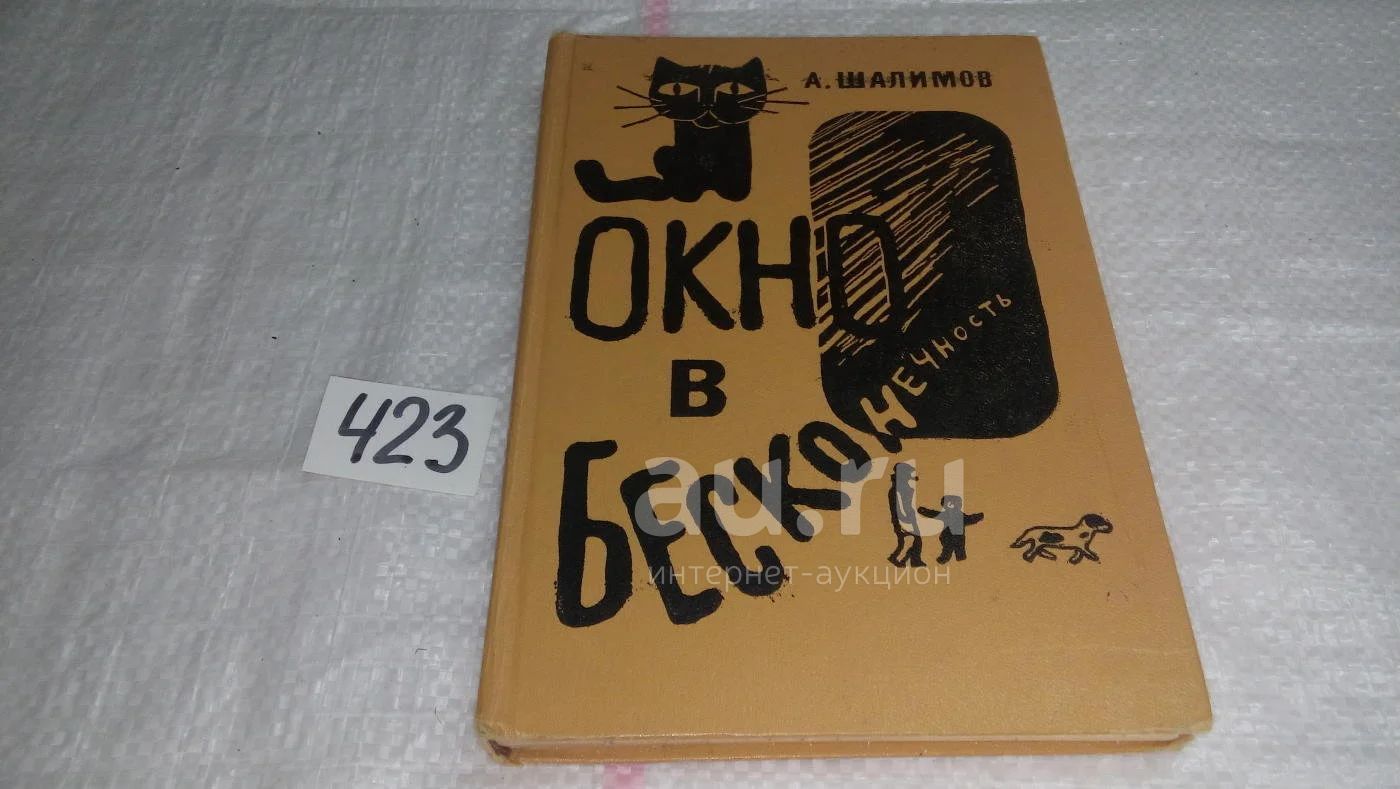 А. ШАЛИМОВ
ОКНО
В
БЕСКОНЕЧНОСТЬ
423
au.ru
интернет-аукцион